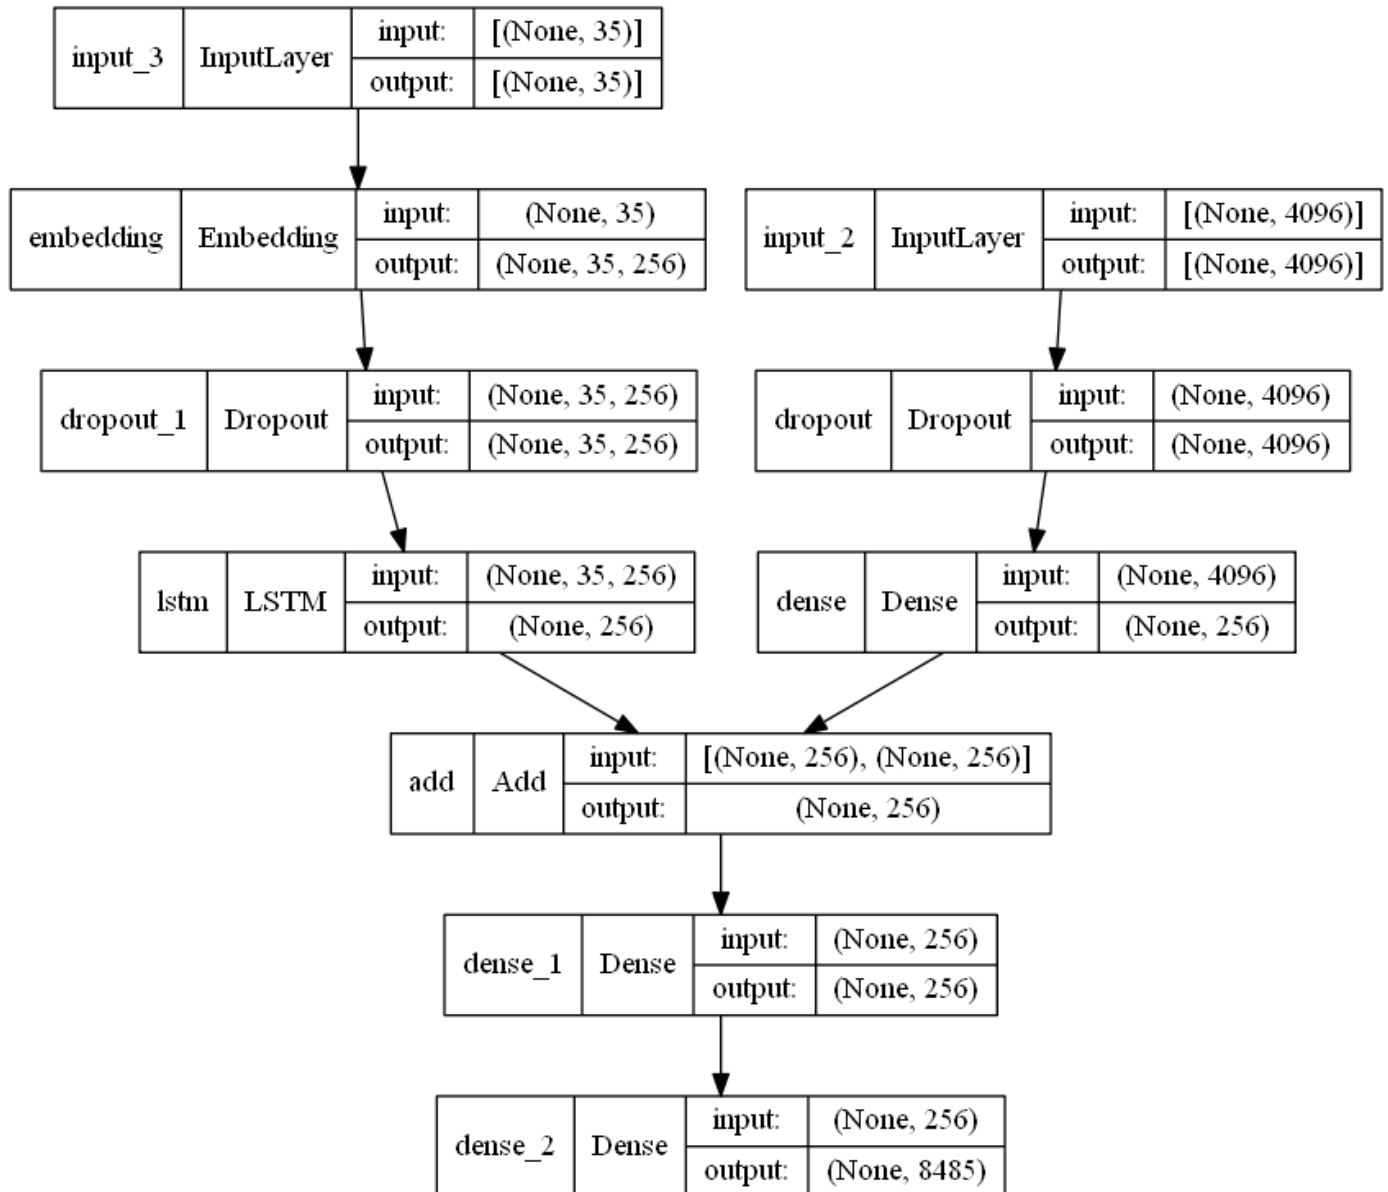 input_3 InputLayer input: [(None, 35)]
output: [(None, 35)]
embedding Embedding input: (None, 35)
output: (None, 35, 256)
input_2 InputLayer input: [(None, 4096)]
output: [(None, 4096)]
dropout_1 Dropout input: (None, 35, 256)
output: (None, 35, 256)
dropout Dropout input: (None, 4096)
output: (None, 4096)
lstm LSTM input: (None, 35, 256)
output: (None, 256)
dense Dense input: (None, 4096)
output: (None, 256)
add Add input: [(None, 256), (None, 256)]
output: (None, 256)
dense_1 Dense input: (None, 256)
output: (None, 256)
dense_2 Dense input: (None, 256)
output: (None, 8485)